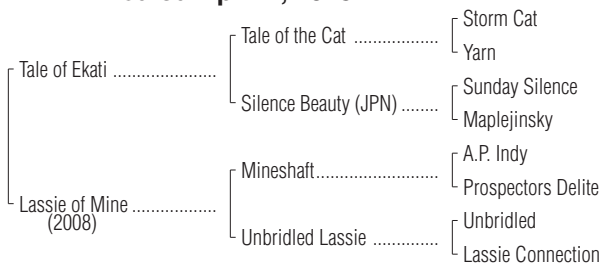 Storm Cat
Tale of the Cat ..................
Yarn
Tale of Ekati ......................
Sunday Silence
Silence Beauty (JPN) ........
Maplejinsky
A.P. Indy
Mineshaft..........................
Prospectors Delite
Lassie of Mine ..................
(2008)
Unbridled
Unbridled Lassie ..............
Lassie Connection